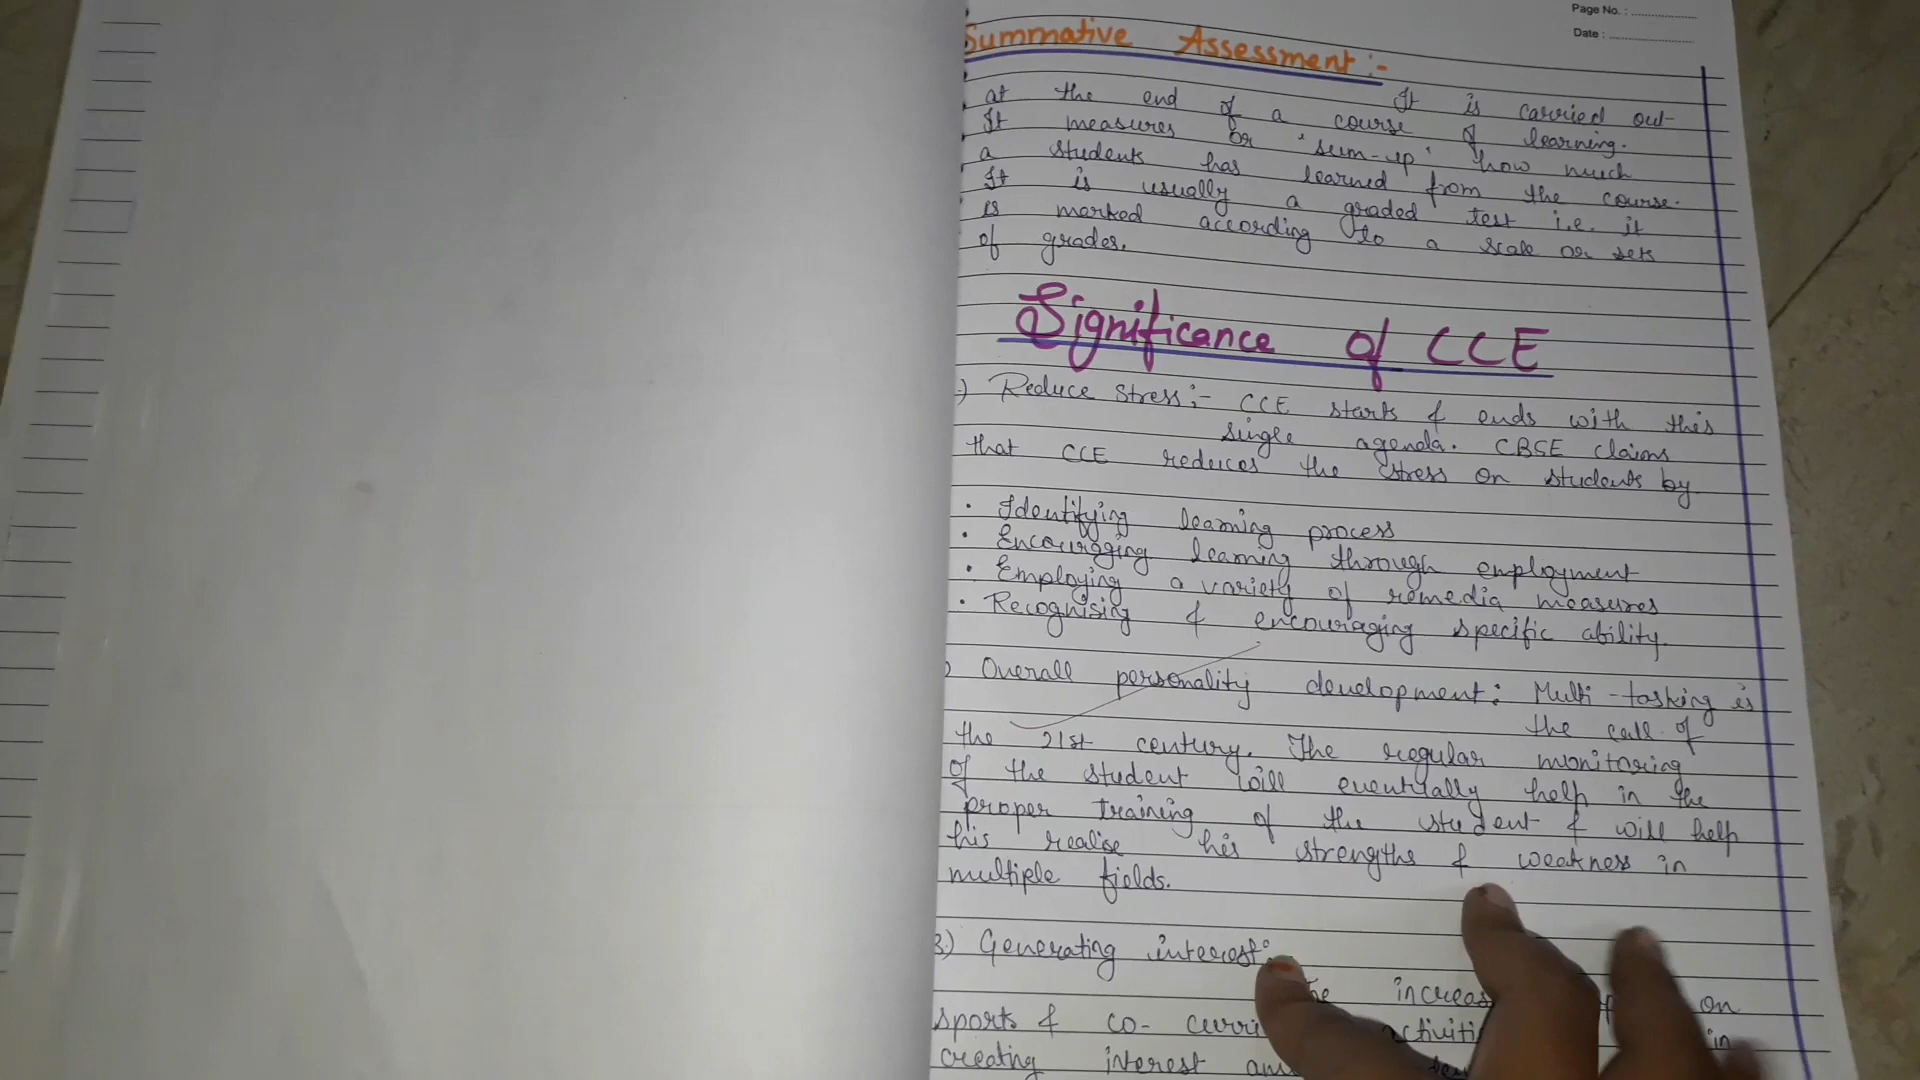 Page No. :
Date :
Summative Assessment :-
It is carried out
at the end of a course of learning.
It measures or 'sum-up' how much
a students has learned from the course.
It is usually a graded test i.e. it
is marked according to a scale or sets
of grades.
Significance of CCE
) Reduce Stress :- CCE starts & ends with this
single agenda. CBSE claims
that CCE reduces the stress on students by
• Identifying learning process
• Encouraging learning through employment
• Employing a variety of remedia measures
• Recognising & encouraging specific ability.
) Overall personality development : Multi-tasking is
the call of
the 21st century. The regular monitoring
of the student will eventually help in the
proper training of the student & will help
his realise his strengths & weakness in
multiple fields.
3.) Generating interest :
increas on
sports & co- curri activiti in
creating interest